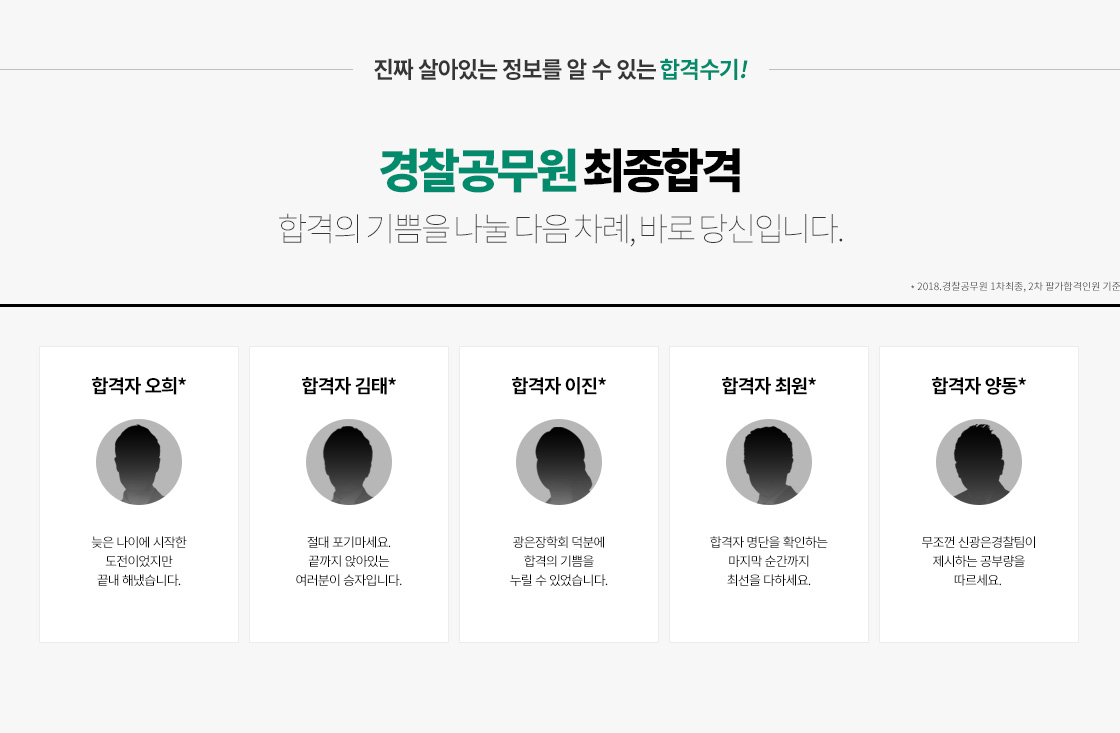 진짜 살아있는 정보를 알 수 있는 합격수기!
경찰공무원 최종합격
합격의 기쁨을 나눌 다음 차례, 바로 당신입니다.
* 2018.경찰공무원 1차최종, 2차 필기합격인원 기준
합격자 오희*
늦은 나이에 시작한
도전이었지만
끝내 해냈습니다.
합격자 김태*
절대 포기마세요.
끝까지 앉아있는
여러분이 승자입니다.
합격자 이진*
광은장학회 덕분에
합격의 기쁨을
누릴 수 있었습니다.
합격자 최원*
합격자 명단을 확인하는
마지막 순간까지
최선을 다하세요.
합격자 양동*
무조껀 신광은경찰팀이
제시하는 공부량을
따르세요.